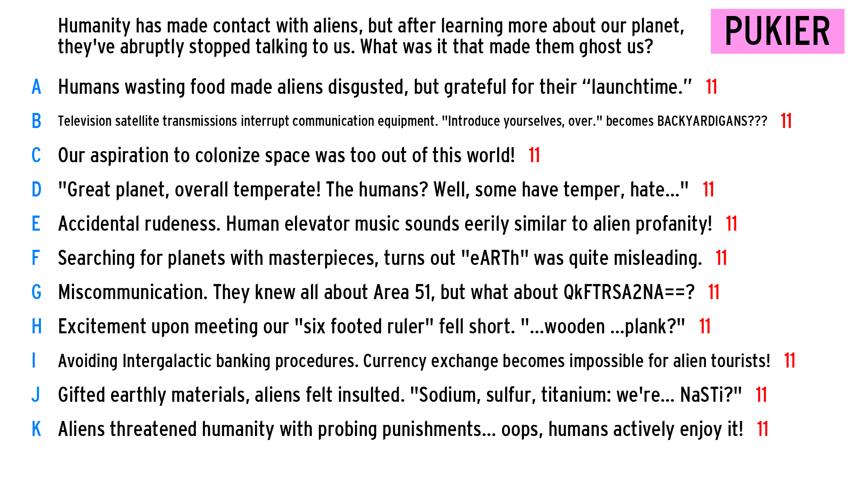 Humanity has made contact with aliens, but after learning more about our planet,
they've abruptly stopped talking to us. What was it that made them ghost us?
PUKIER
A Humans wasting food made aliens disgusted, but grateful for their “launchtime.” 11
B Television satellite transmissions interrupt communication equipment. "Introduce yourselves, over." becomes BACKYARDIGANS??? 11
C Our aspiration to colonize space was too out of this world! 11
D "Great planet, overall temperate! The humans? Well, some have temper, hate..." 11
E Accidental rudeness. Human elevator music sounds eerily similar to alien profanity! 11
F Searching for planets with masterpieces, turns out "eARTh" was quite misleading. 11
G Miscommunication. They knew all about Area 51, but what about QkFTRSA2NA==? 11
H Excitement upon meeting our "six footed ruler" fell short. "...wooden ...plank?" 11
I Avoiding Intergalactic banking procedures. Currency exchange becomes impossible for alien tourists! 11
J Gifted earthly materials, aliens felt insulted. "Sodium, sulfur, titanium: we're... NaSTi?" 11
K Aliens threatened humanity with probing punishments... oops, humans actively enjoy it! 11